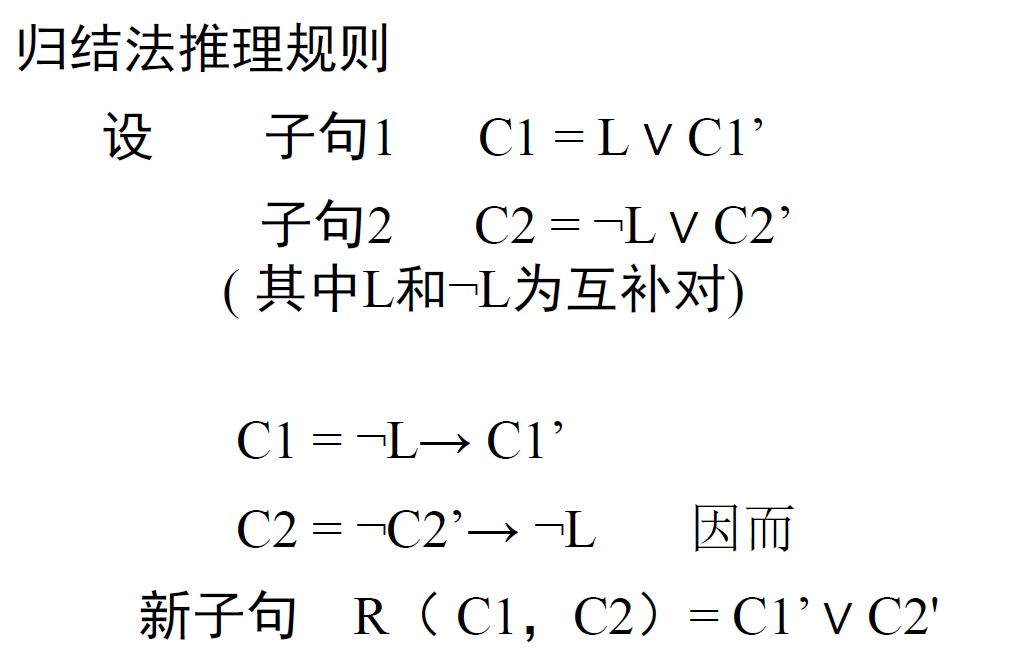 归结法推理规则
设 子句1 C1 = L ∨ C1’
子句2 C2 = ¬L ∨ C2’
( 其中L和¬L为互补对)
C1 = ¬L→ C1’
C2 = ¬C2’→ ¬L 因而
新子句 R（ C1，C2）= C1’ ∨ C2'